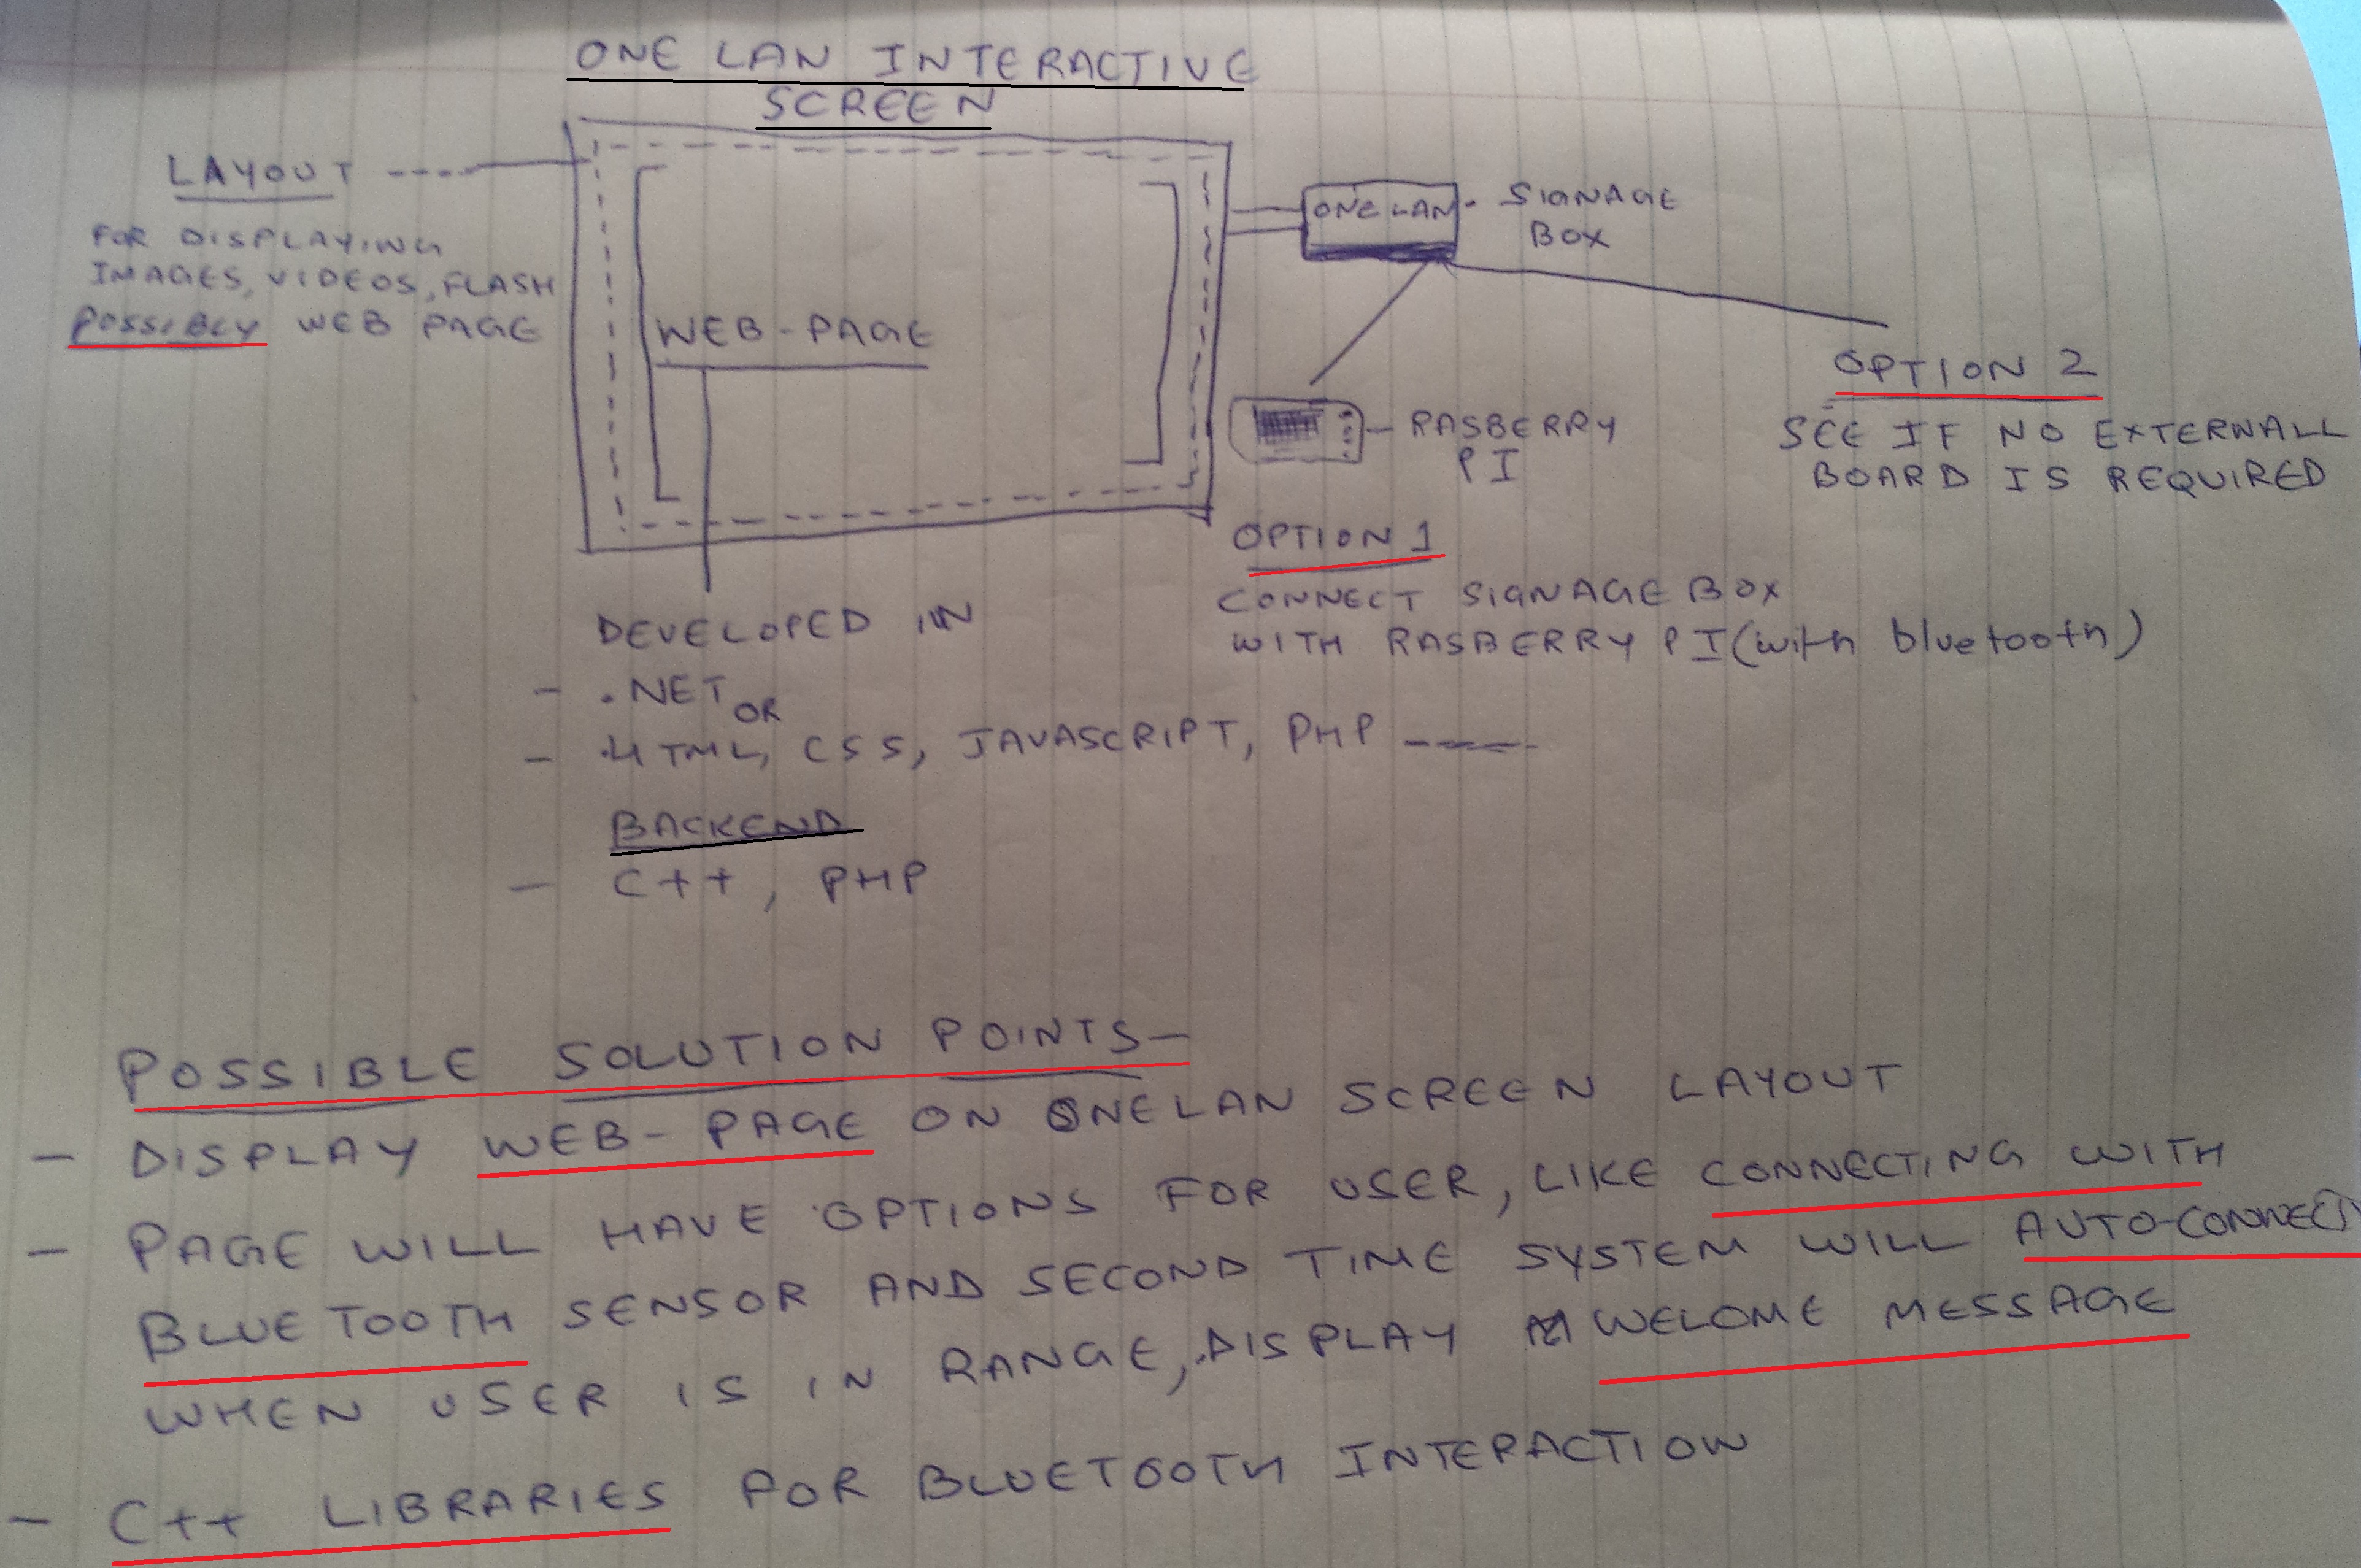 ONE LAN INTERACTIVE
SCREEN
LAYOUT
FOR DISPLAYING
IMAGES, VIDEOS, FLASH
POSSIBLY WEB PAGE
WEB-PAGE
ONELAN
SIGNAGE
BOX
RASBERRY
PI
OPTION 2
SEE IF NO EXTERNALL
BOARD IS REQUIRED
OPTION 1
CONNECT SIGNAGE BOX
WITH RASBERRY PI (with bluetooth)
DEVELOPED IN
- .NET OR
- HTML, CSS, JAVASCRIPT, PHP ----
BACKEND
- C++, PHP
POSSIBLE SOLUTION POINTS-
- DISPLAY WEB-PAGE ON ONELAN SCREEN LAYOUT
- PAGE WILL HAVE OPTIONS FOR USER, LIKE CONNECTING WITH
BLUETOOTH SENSOR AND SECOND TIME SYSTEM WILL AUTO-CONNECT
WHEN USER IS IN RANGE, DISPLAY WELOME MESSAGE
- C++ LIBRARIES FOR BLUETOOTH INTERACTION